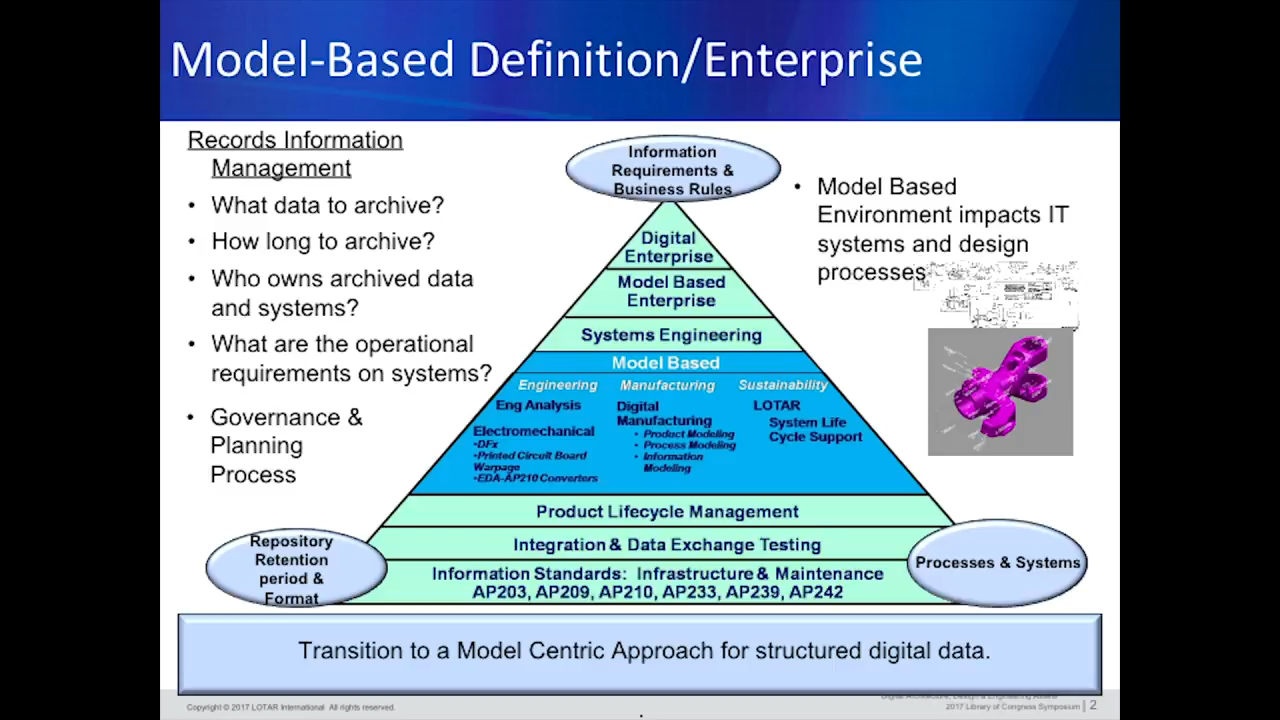 Model-Based Definition/Enterprise
Records Information
Management
• What data to archive?
• How long to archive?
• Who owns archived data
and systems?
• What are the operational
requirements on systems?
• Governance &
Planning
Process
Information
Requirements &
Business Rules
• Model Based
Environment impacts IT
systems and design
processes
Digital
Enterprise
Model Based
Enterprise
Systems Engineering
Model Based
Engineering Manufacturing Sustainability
Eng Analysis
Electromechanical
•DFx
•Printed Circuit Board
Warpage
•EDA-AP210 Converters
Digital
Manufacturing
• Product Modeling
• Process Modeling
• Information
Modeling
LOTAR
System Life
Cycle Support
Product Lifecycle Management
Integration & Data Exchange Testing
Information Standards: Infrastructure & Maintenance
AP203, AP209, AP210, AP233, AP239, AP242
Repository
Retention
period &
Format
Processes & Systems
Transition to a Model Centric Approach for structured digital data.
Copyright © 2017 LOTAR International All rights reserved.
2017 Library of Congress Symposium | 2